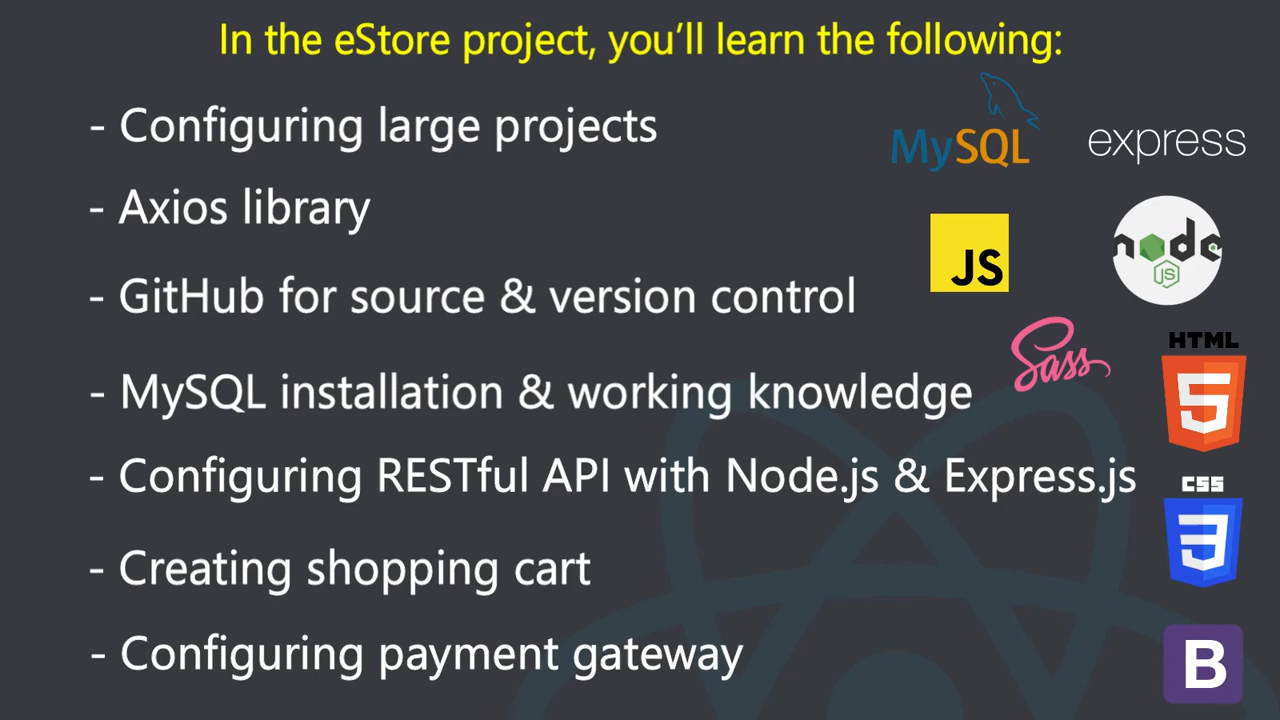 In the eStore project, you’ll learn the following:
- Configuring large projects
MySQL
express
- Axios library
JS
node
JS
- GitHub for source & version control
Sass
HTML
5
- MySQL installation & working knowledge
- Configuring RESTful API with Node.js & Express.js
CSS
3
- Creating shopping cart
- Configuring payment gateway
B